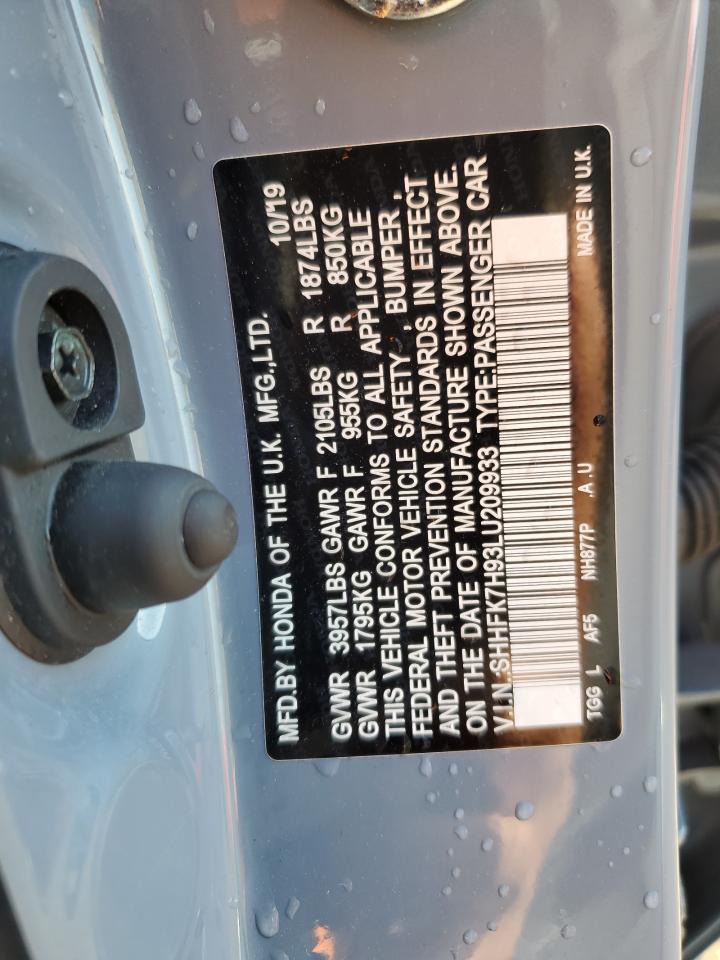 MFD.BY HONDA OF THE U.K. MFG.,LTD. 10/19
GVWR 3957LBS GAWR F 2105LBS R 1874LBS
GVWR 1795KG GAWR F 955KG R 850KG
THIS VEHICLE CONFORMS TO ALL APPLICABLE
FEDERAL MOTOR VEHICLE SAFETY , BUMPER ,
AND THEFT PREVENTION STANDARDS IN EFFECT
ON THE DATE OF MANUFACTURE SHOWN ABOVE.
V.I.N.:SHHFK7H93LU209933 TYPE:PASSENGER CAR
TGG L AF5 NH877P .A.U MADE IN U.K.